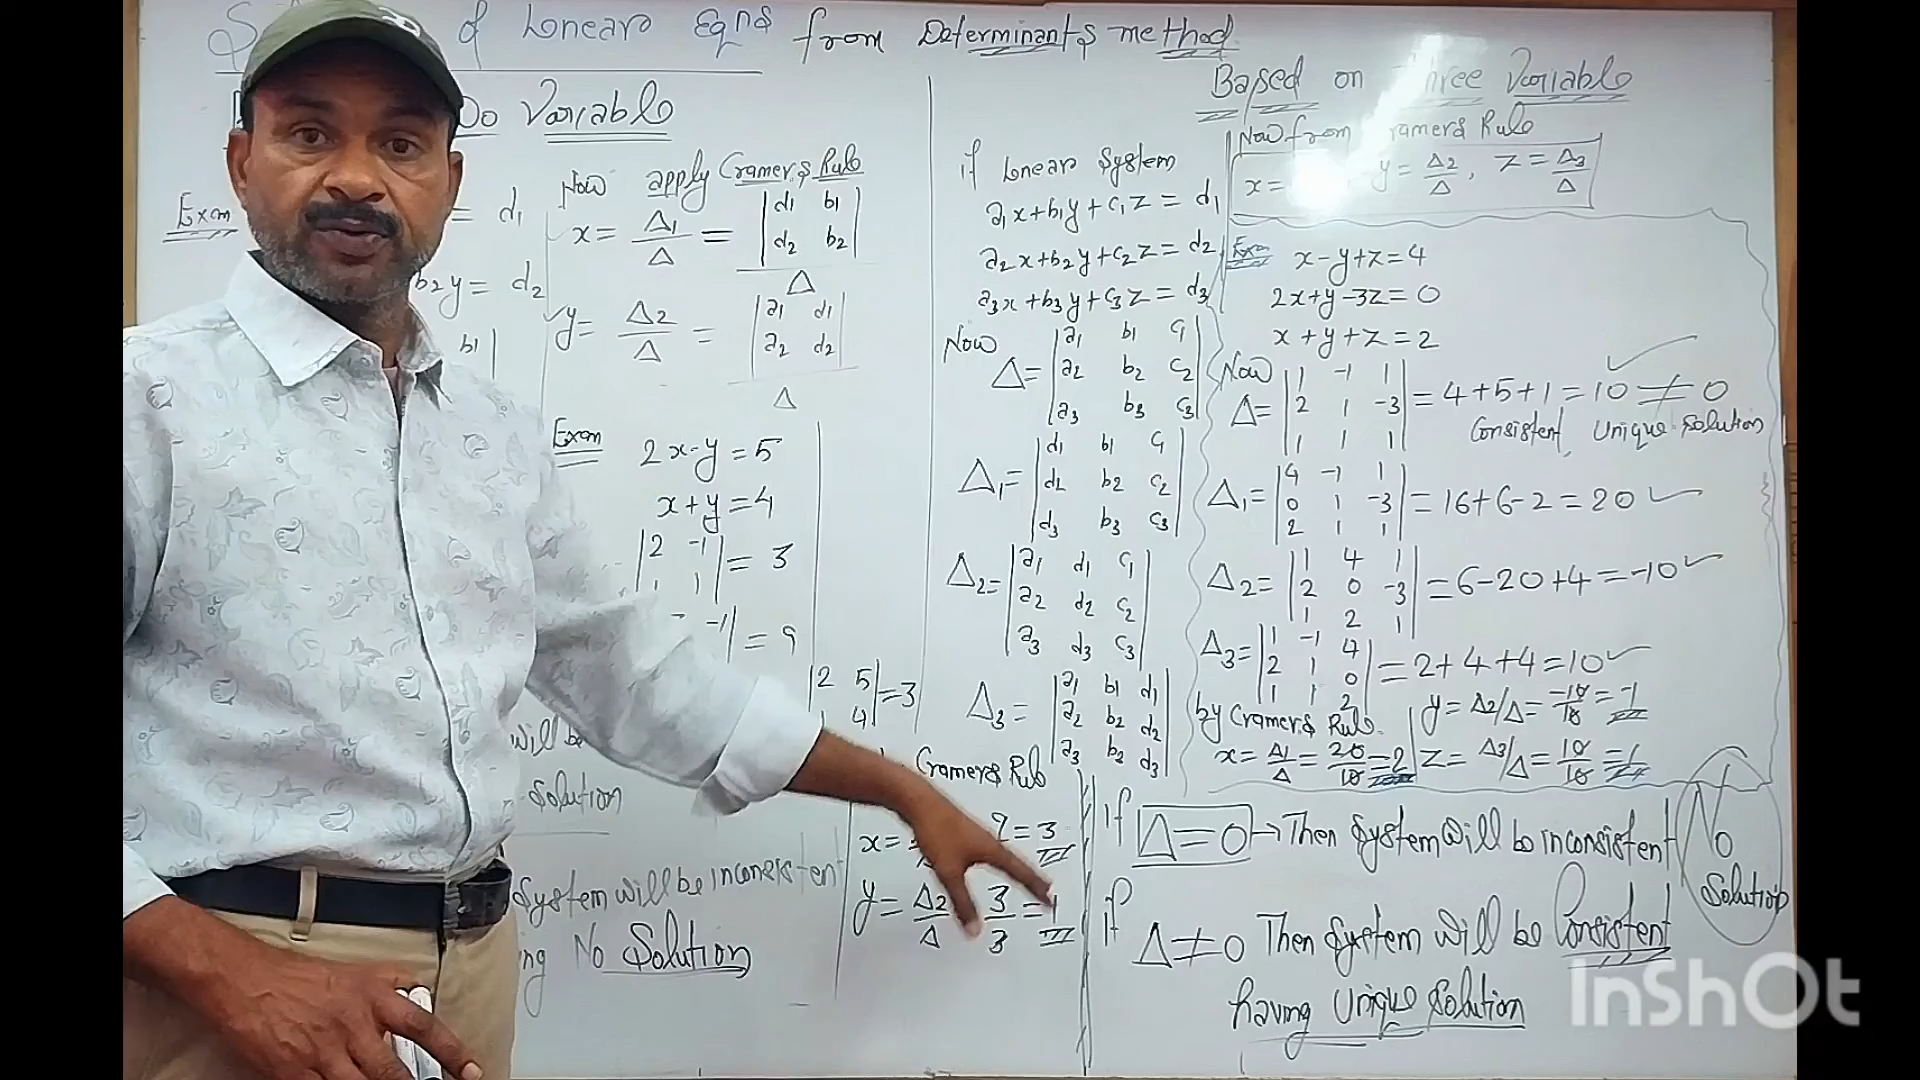 of Linear Eqns from Determinants method
Do Variable
Exam
= d1
b2y = d2
b1
Now apply Cramer's Rule
x = Δ1/Δ = |d1 b1|
|d2 b2|
Δ
y = Δ2/Δ = |a1 d1|
|a2 d2|
Δ
Exam
2x-y=5
x+y=4
|2 -1|
|1 1| = 3
-1| = 9
|2 5|
|1 4| = 3
will be
Solution
System will be inconsistent
ing No Solution
Cramer's Rule
x = = 3
y = Δ2/Δ 3/3 = 1
Based on Three Variable
if Linear System
a1x+b1y+c1z = d1
a2x+b2y+c2z = d2
a3x+b3y+c3z = d3
Now
Δ = |a1 b1 c1|
|a2 b2 c2|
|a3 b3 c3|
Δ1 = |d1 b1 c1|
|d2 b2 c2|
|d3 b3 c3|
Δ2 = |a1 d1 c1|
|a2 d2 c2|
|a3 d3 c3|
Δ3 = |a1 b1 d1|
|a2 b2 d2|
|a3 b3 d3|
Now from Cramer's Rule
x = y = Δ2/Δ, z = Δ3/Δ
Exam
x-y+z=4
2x+y-3z=0
x+y+z=2
Now
Δ = |1 -1 1|
|2 1 -3| = 4+5+1 = 10 ≠ 0
|1 1 1|
Consistent, Unique Solution
Δ1 = |4 -1 1|
|0 1 -3| = 16+6-2 = 20 ✓
|2 1 1|
Δ2 = |1 4 1|
|2 0 -3| = 6-20+4 = -10 ✓
|1 2 1|
Δ3 = |1 -1 4|
|2 1 0| = 2+4+4 = 10 ✓
|1 1 2|
by Cramer's Rule
y = Δ2/Δ = -10/10 = -1
x = Δ1/Δ = 20/10 = 2
z = Δ3/Δ = 10/10 = 1
If Δ=0 → Then System Will be inconsistent
No
Solution
if Δ≠0 Then System will be Consistent
having Unique Solution
InShOt